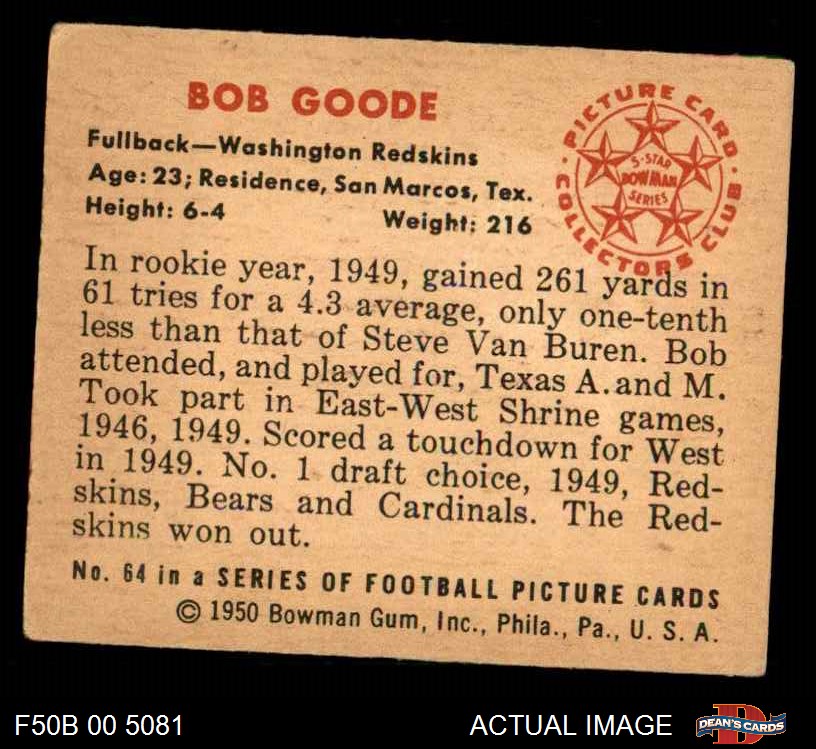 BOB GOODE
Fullback—Washington Redskins
Age: 23; Residence, San Marcos, Tex.
Height: 6-4 Weight: 216
PICTURE CARD COLLECTORS CLUB
5-STAR
BOWMAN
SERIES
In rookie year, 1949, gained 261 yards in
61 tries for a 4.3 average, only one-tenth
less than that of Steve Van Buren. Bob
attended, and played for, Texas A. and M.
Took part in East-West Shrine games,
1946, 1949. Scored a touchdown for West
in 1949. No. 1 draft choice, 1949, Red-
skins, Bears and Cardinals. The Red-
skins won out.
No. 64 in a SERIES OF FOOTBALL PICTURE CARDS
© 1950 Bowman Gum, Inc., Phila., Pa., U. S. A.
F50B 00 5081 ACTUAL IMAGE DEAN'S CARDS